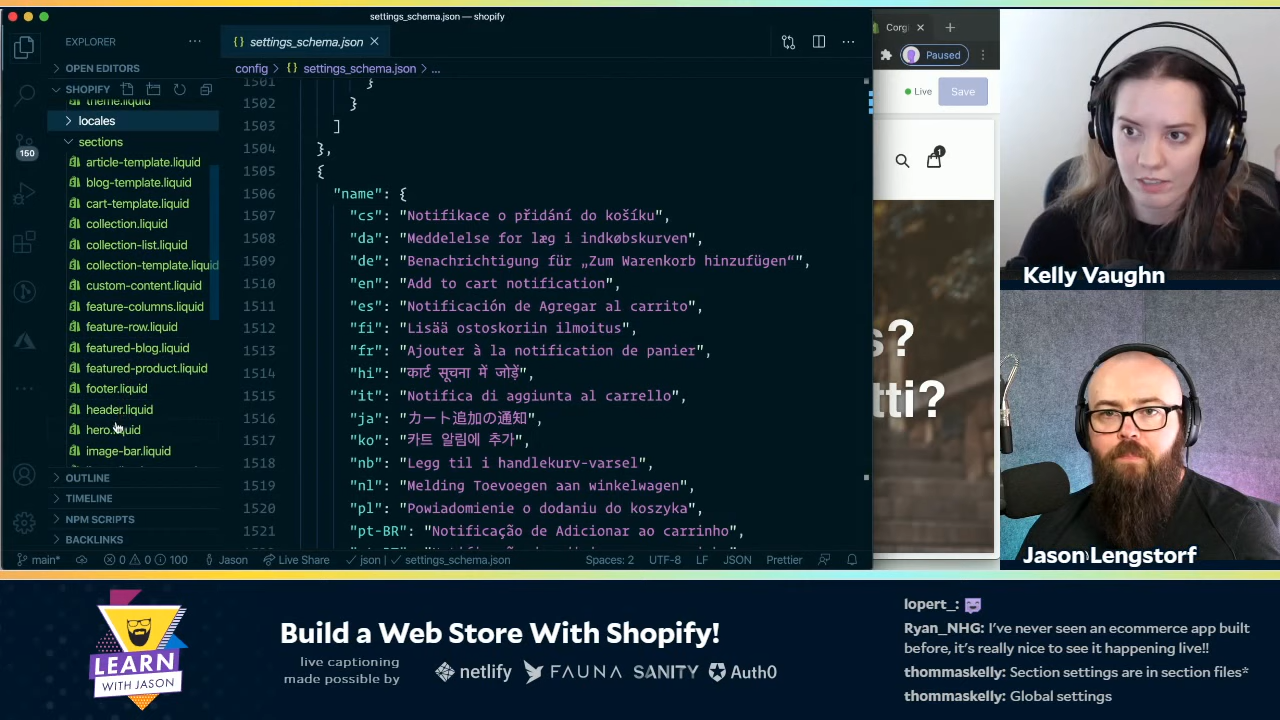 settings_schema.json — shopify
EXPLORER
OPEN EDITORS
SHOPIFY
theme.liquid
locales
sections
article-template.liquid
blog-template.liquid
cart-template.liquid
collection.liquid
collection-list.liquid
collection-template.liquid
custom-content.liquid
feature-columns.liquid
feature-row.liquid
featured-blog.liquid
featured-product.liquid
footer.liquid
header.liquid
hero.liquid
image-bar.liquid
OUTLINE
TIMELINE
NPM SCRIPTS
BACKLINKS
150
{ } settings_schema.json
config > { } settings_schema.json > ...
1501 }
1502 }
1503 ]
1504 },
1505 {
1506 "name": {
1507 "cs": "Notifikace o přidání do košíku",
1508 "da": "Meddelelse for læg i indkøbskurven",
1509 "de": "Benachrichtigung für „Zum Warenkorb hinzufügen“",
1510 "en": "Add to cart notification",
1511 "es": "Notificación de Agregar al carrito",
1512 "fi": "Lisää ostoskoriin ilmoitus",
1513 "fr": "Ajouter à la notification de panier",
1514 "hi": "कार्ट सूचना में जोड़ें",
1515 "it": "Notifica di aggiunta al carrello",
1516 "ja": "カート追加の通知",
1517 "ko": "카트 알림에 추가",
1518 "nb": "Legg til i handlekurv-varsel",
1519 "nl": "Melding Toevoegen aan winkelwagen",
1520 "pl": "Powiadomienie o dodaniu do koszyka",
1521 "pt-BR": "Notificação de Adicionar ao carrinho",
main* 0 0 100 Jason Live Share json | settings_schema.json Spaces: 2 UTF-8 LF JSON Prettier
Corg
Paused
Live
Save
1
s?
tti?
Kelly Vaughn
Jason Lengstorf
LEARN
WITH JASON
Build a Web Store With Shopify!
live captioning
made possible by
netlify FAUNA SANITY Auth0
lopert_:
Ryan_NHG: I've never seen an ecommerce app built
before, it's really nice to see it happening live!!
thommaskelly: Section settings are in section files*
thommaskelly: Global settings